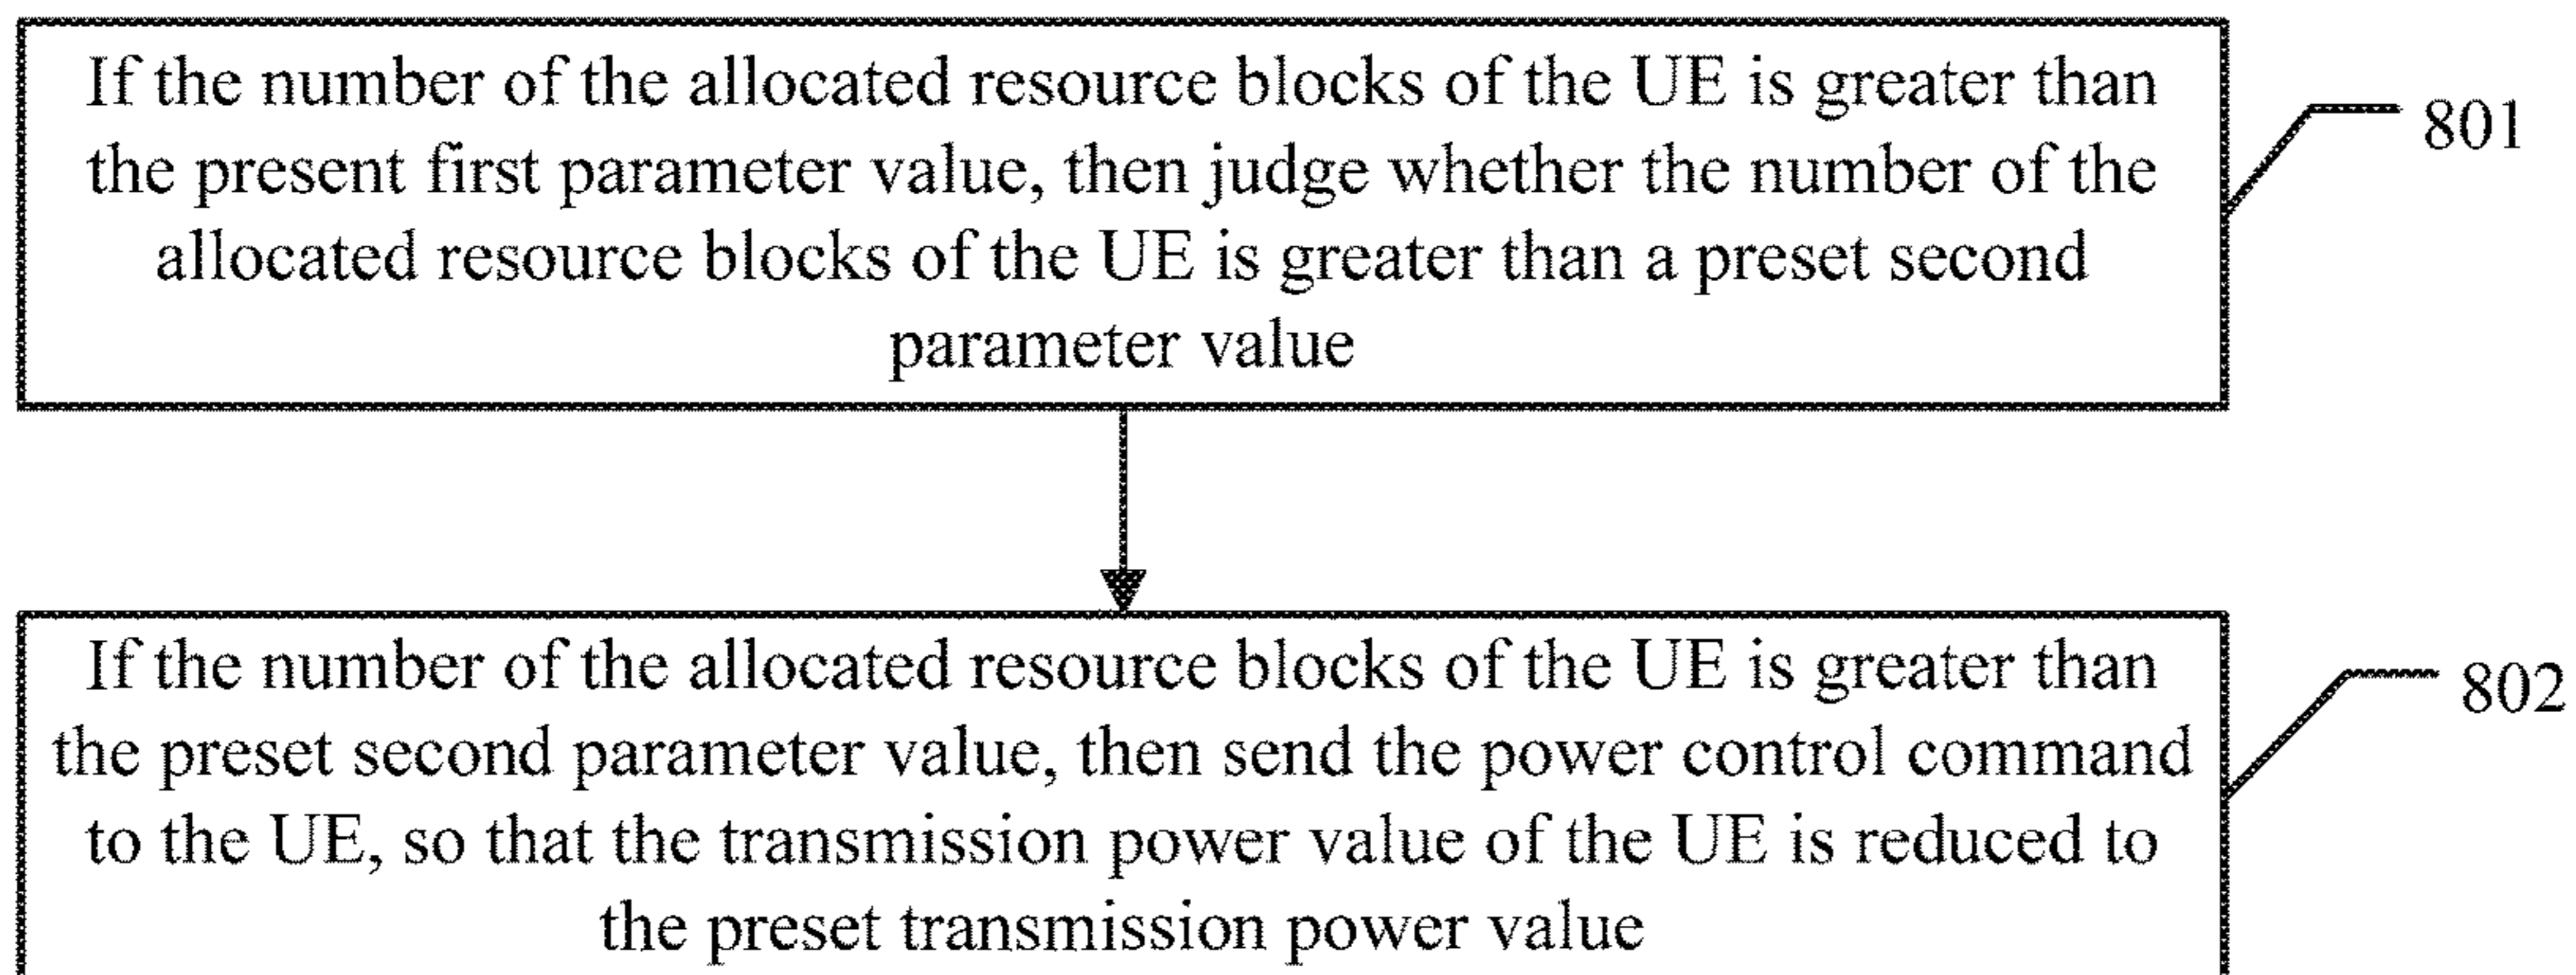 If the number of the allocated resource blocks of the UE is greater than
the present first parameter value, then judge whether the number of the
allocated resource blocks of the UE is greater than a preset second
parameter value
801
If the number of the allocated resource blocks of the UE is greater than
the preset second parameter value, then send the power control command
to the UE, so that the transmission power value of the UE is reduced to
the preset transmission power value
802